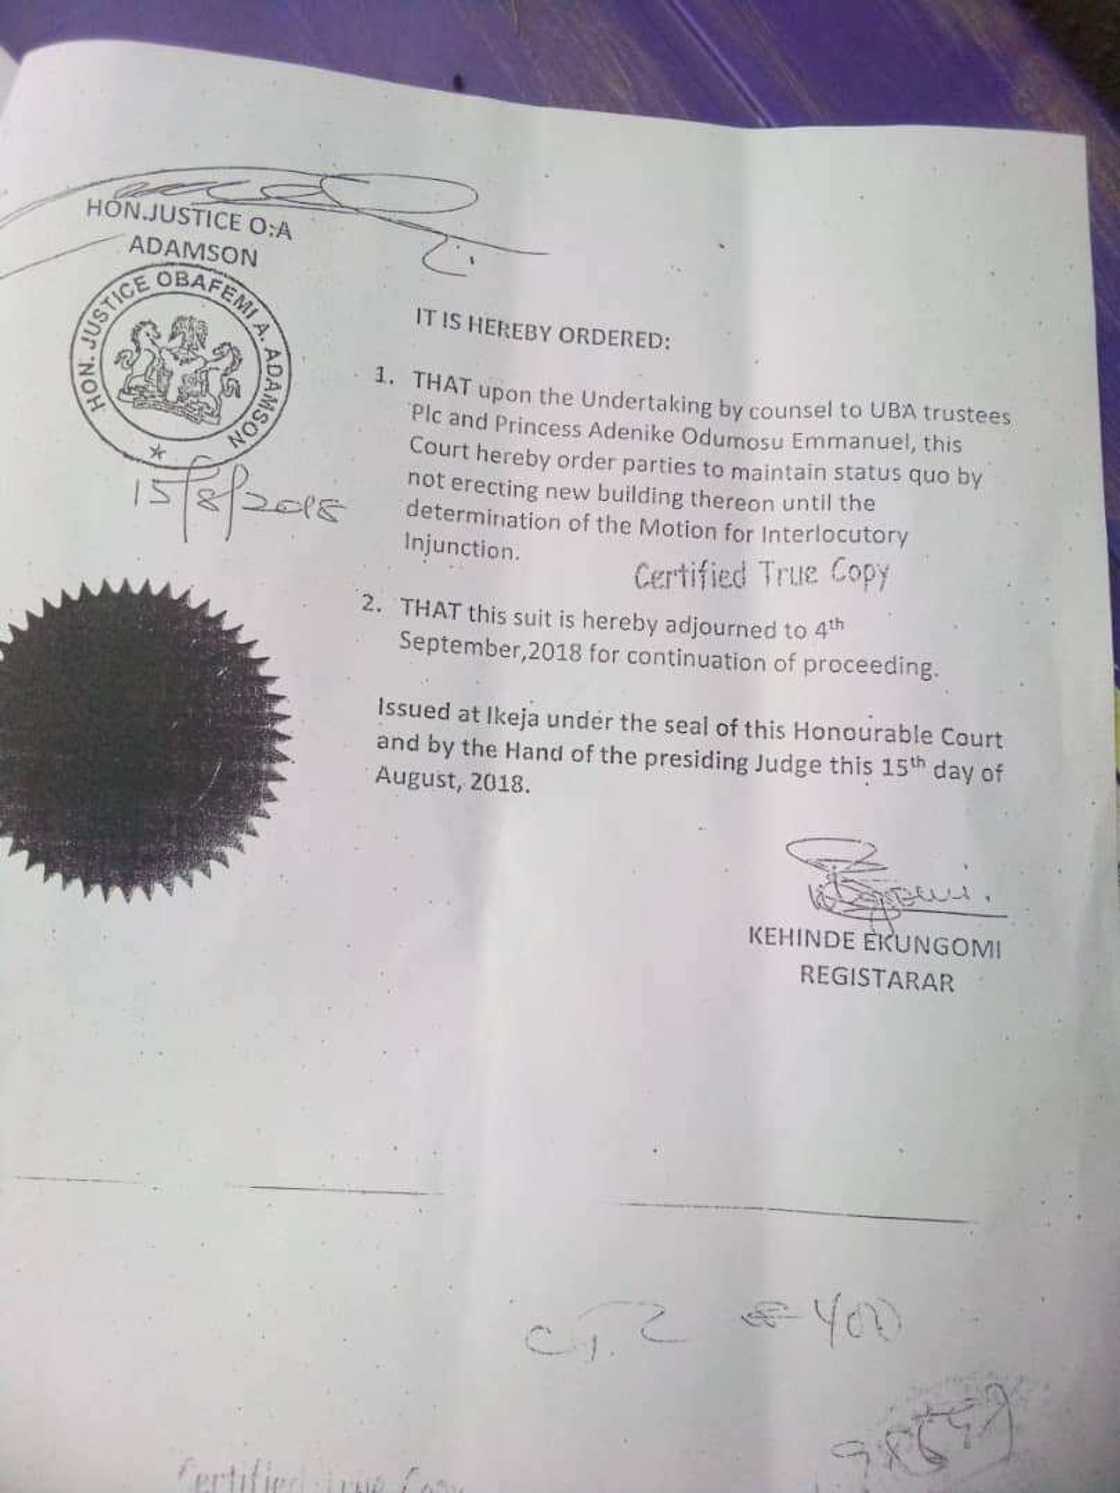 HON.JUSTICE O:A
ADAMSON
HON. JUSTICE OBAFEMI A. ADAMSON
15/8/2018
IT IS HEREBY ORDERED:
1. THAT upon the Undertaking by counsel to UBA trustees
Plc and Princess Adenike Odumosu Emmanuel, this
Court hereby order parties to maintain status quo by
not erecting new building thereon until the
determination of the Motion for Interlocutory
Injunction.
Certified True Copy
2. THAT this suit is hereby adjourned to 4th
September,2018 for continuation of proceeding.
Issued at Ikeja under the seal of this Honourable Court
and by the Hand of the presiding Judge this 15th day of
August, 2018.
KEHINDE EKUNGOMI
REGISTARAR
400
Certified True Copy